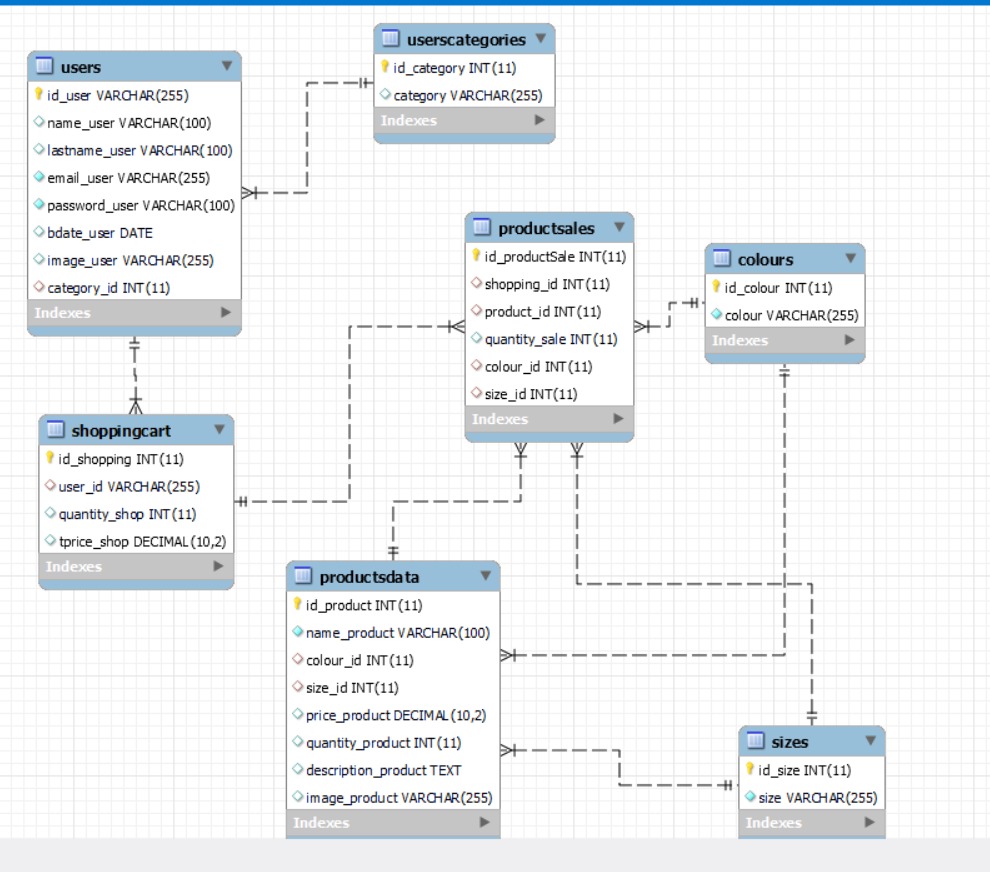 users
id_user VARCHAR(255)
name_user VARCHAR(100)
lastname_user VARCHAR(100)
email_user VARCHAR(255)
password_user VARCHAR(100)
bdate_user DATE
image_user VARCHAR(255)
category_id INT(11)
Indexes
userscategories
id_category INT(11)
category VARCHAR(255)
Indexes
productsales
id_productSale INT(11)
shopping_id INT(11)
product_id INT(11)
quantity_sale INT(11)
colour_id INT(11)
size_id INT(11)
Indexes
colours
id_colour INT(11)
colour VARCHAR(255)
Indexes
shoppingcart
id_shopping INT(11)
user_id VARCHAR(255)
quantity_shop INT(11)
tprice_shop DECIMAL(10,2)
Indexes
productsdata
id_product INT(11)
name_product VARCHAR(100)
colour_id INT(11)
size_id INT(11)
price_product DECIMAL(10,2)
quantity_product INT(11)
description_product TEXT
image_product VARCHAR(255)
Indexes
sizes
id_size INT(11)
size VARCHAR(255)
Indexes